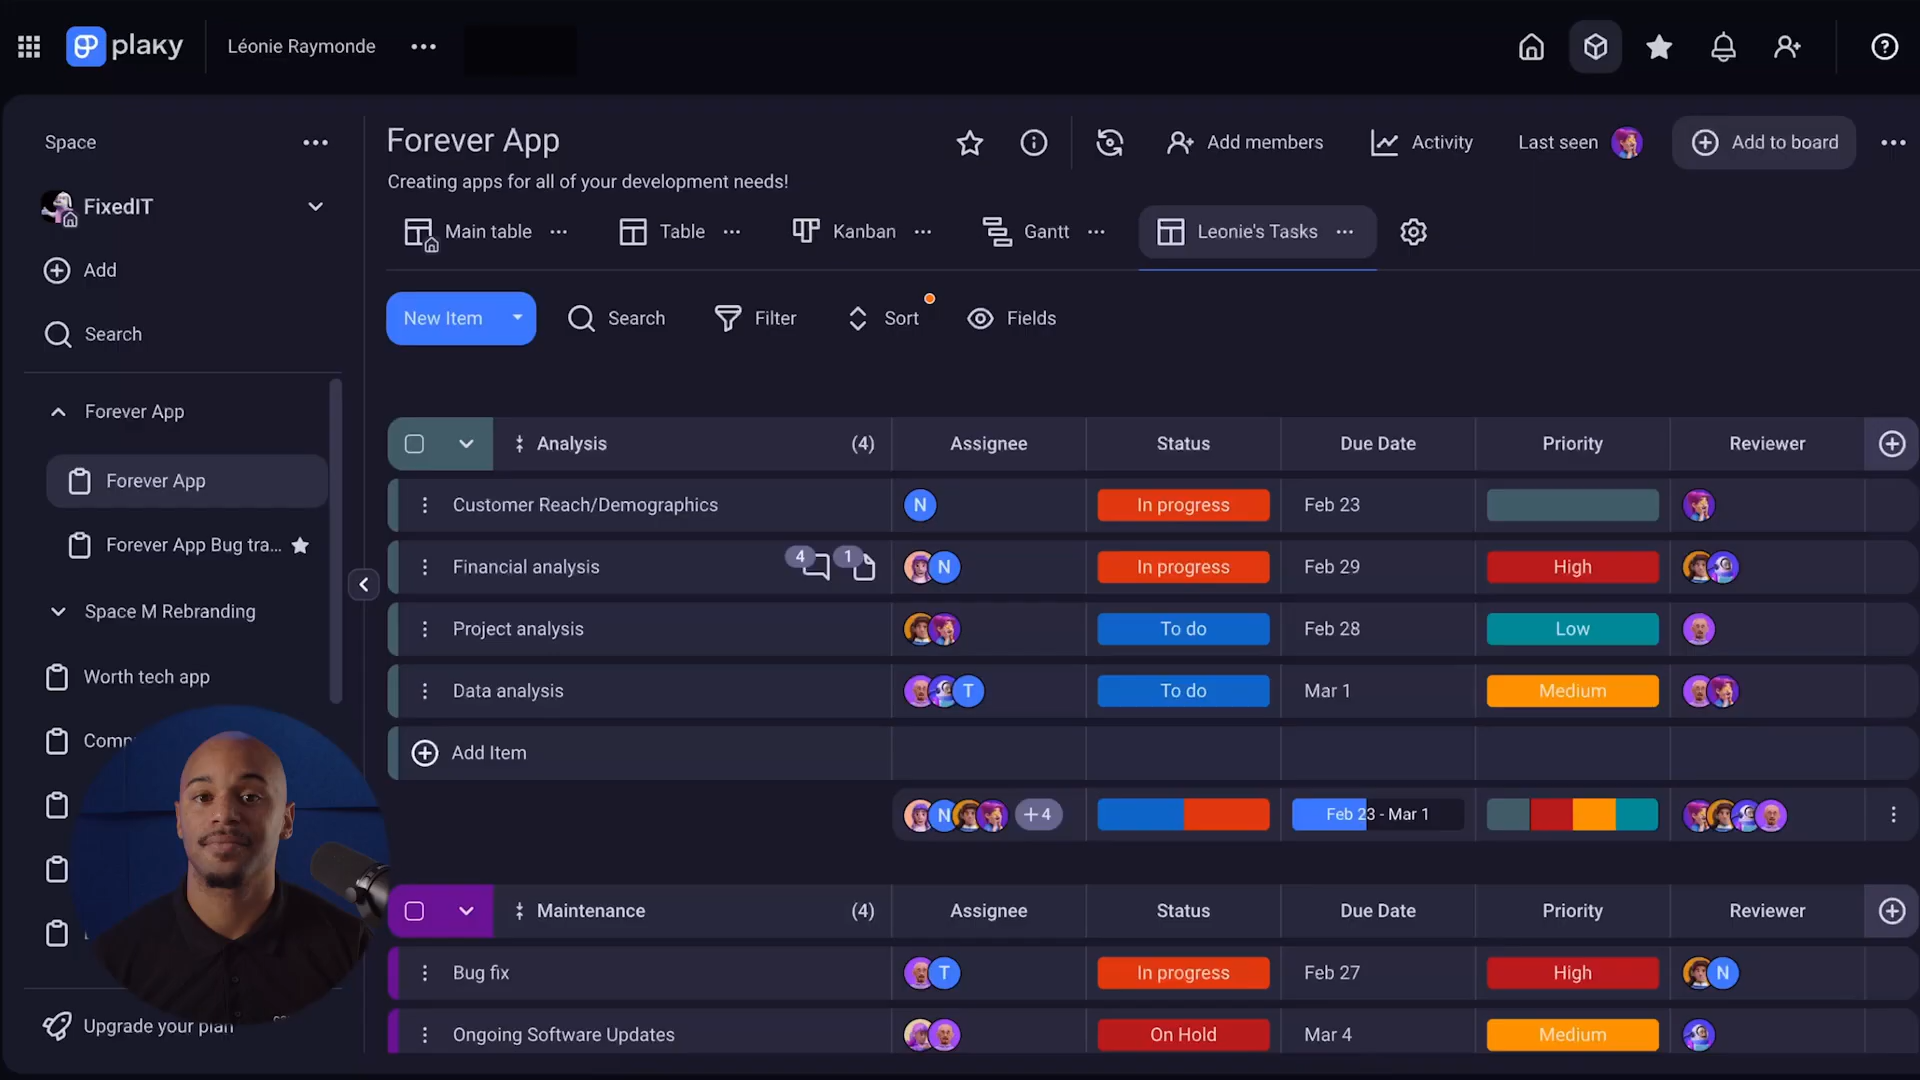 plaky
Léonie Raymonde
Space
FixedIT
Add
Search
Forever App
Forever App
Forever App Bug tra...
Space M Rebranding
Worth tech app
Upgrade your plan
Forever App
Creating apps for all of your development needs!
Add members
Activity
Last seen
Add to board
Main table
Table
Kanban
Gantt
Leonie's Tasks
New Item
Search
Filter
Sort
Fields
Analysis (4) Assignee Status Due Date Priority Reviewer
Customer Reach/Demographics N In progress Feb 23
Financial analysis 4 1 N In progress Feb 29 High
Project analysis To do Feb 28 Low
Data analysis T To do Mar 1 Medium
Add Item
N +4 Feb 23 - Mar 1
Maintenance (4) Assignee Status Due Date Priority Reviewer
Bug fix T In progress Feb 27 High N
Ongoing Software Updates On Hold Mar 4 Medium